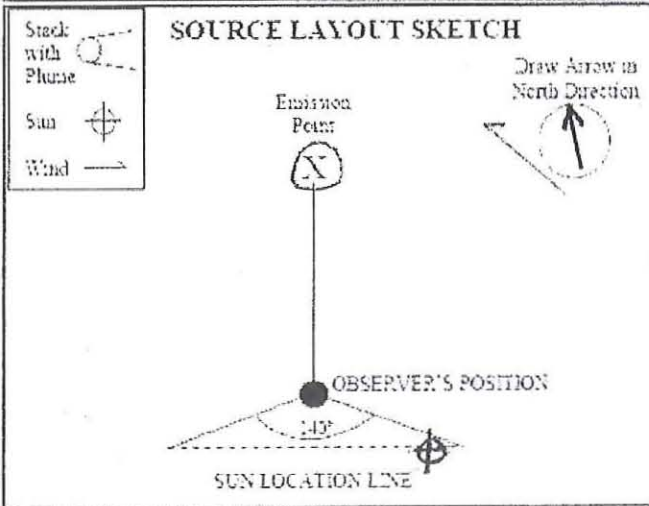 SOURCE LAYOUT SKETCH
Stack
with
Plume
Sun
Wind
Emission
Point
X
Draw Arrow in
North Direction
OBSERVER'S POSITION
140°
SUN LOCATION LINE